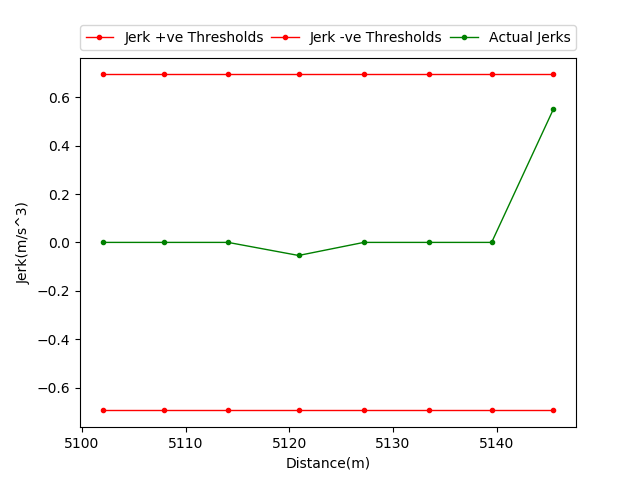 Jerk +ve Thresholds Jerk -ve Thresholds Actual Jerks
0.6
0.4
0.2
0.0
−0.2
−0.4
−0.6
Jerk(m/s^3)
5100 5110 5120 5130 5140
Distance(m)